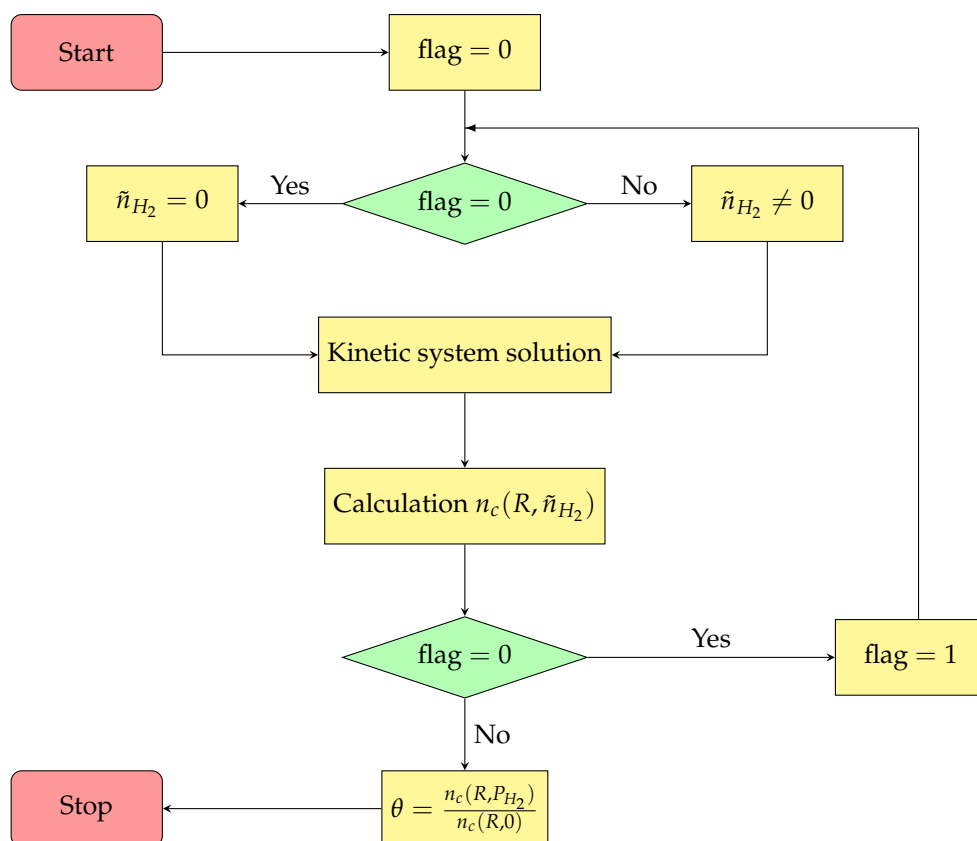 Start
flag = 0
Yes
flag = 0
No
ñ_{H_2} = 0
ñ_{H_2} ≠ 0
Kinetic system solution
Calculation n_c(R, ñ_{H_2})
flag = 0
Yes
flag = 1
No
Stop
θ = \frac{n_c(R,P_{H_2})}{n_c(R,0)}